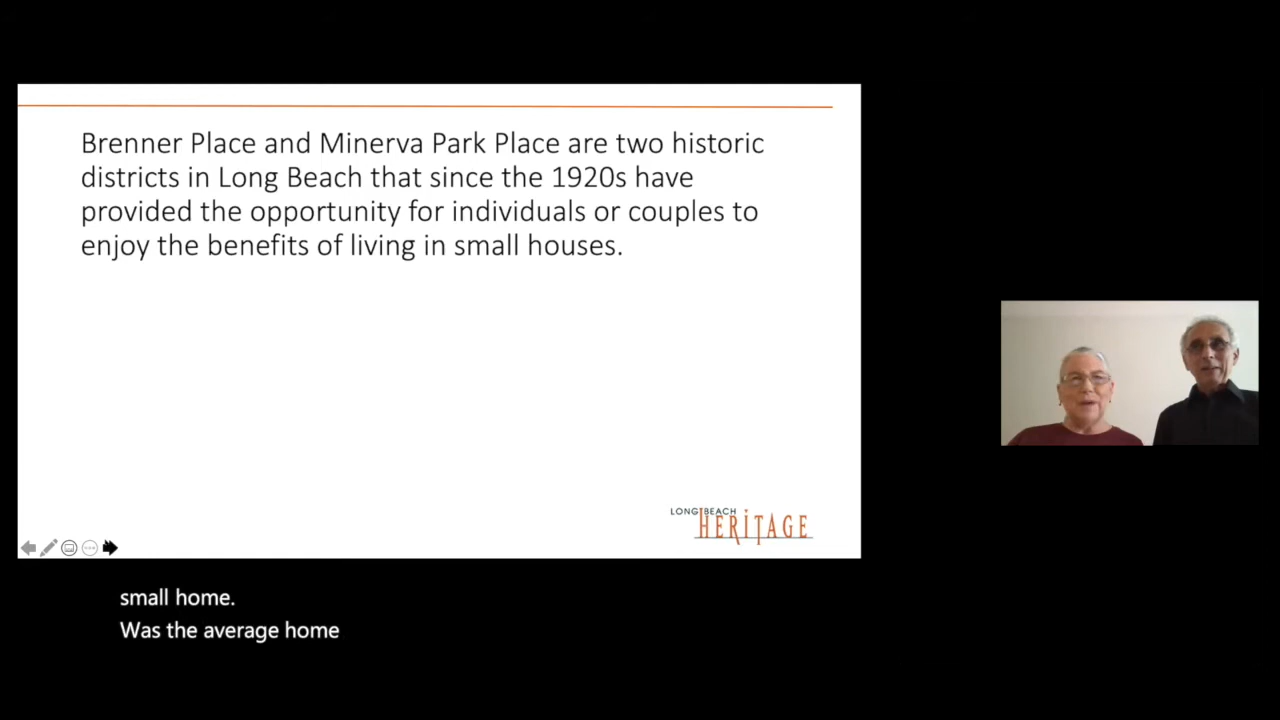 Brenner Place and Minerva Park Place are two historic
districts in Long Beach that since the 1920s have
provided the opportunity for individuals or couples to
enjoy the benefits of living in small houses.
LONG BEACH
HERiTAGE
small home.
Was the average home